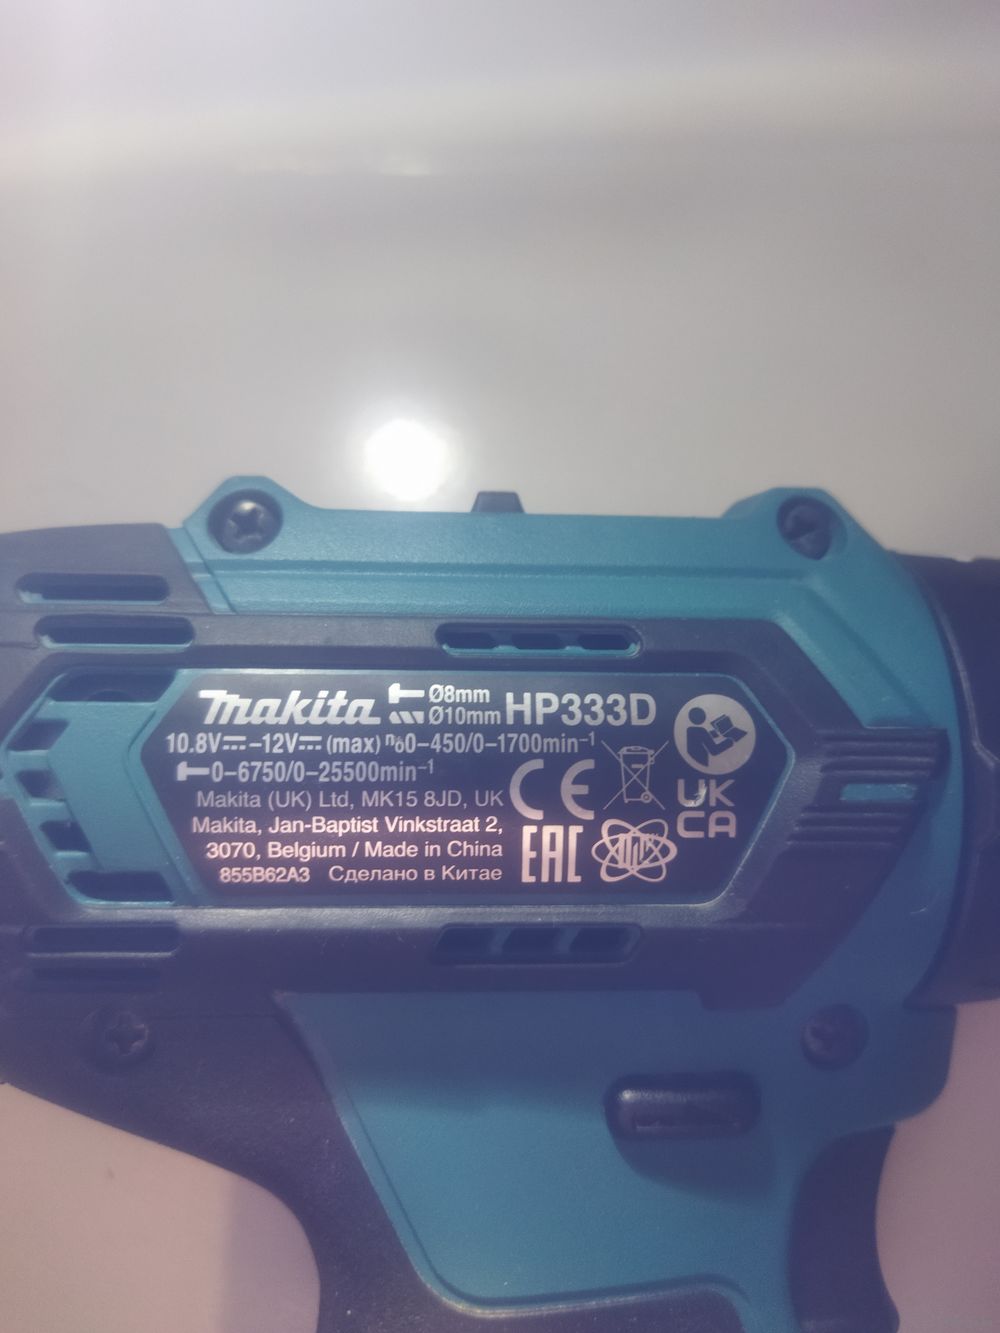 makita Ø8mm Ø10mm HP333D
10.8V⎓–12V⎓ (max) n₀0-450/0-1700min⁻¹
0-6750/0-25500min⁻¹
Makita (UK) Ltd, MK15 8JD, UK
Makita, Jan-Baptist Vinkstraat 2,
3070, Belgium / Made in China
855B62A3 Сделано в Китае
CE
EAC
UK
CA